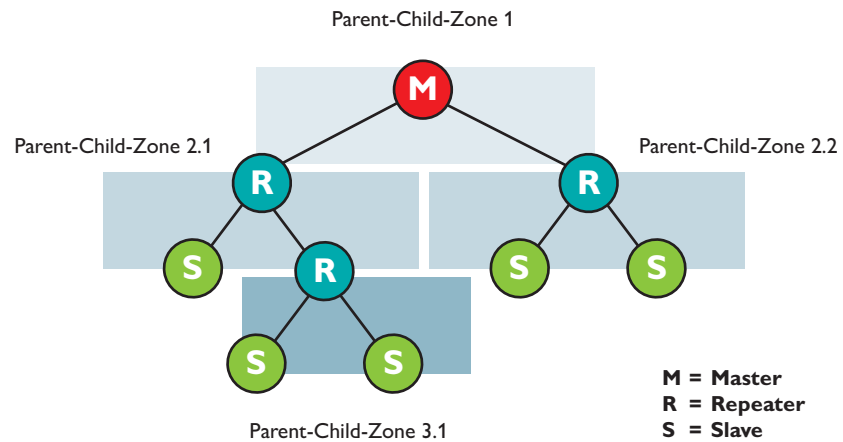 Parent-Child-Zone 1
M
Parent-Child-Zone 2.1
Parent-Child-Zone 2.2
R
R
S
R
S
S
S
S
M = Master
R = Repeater
S = Slave
Parent-Child-Zone 3.1